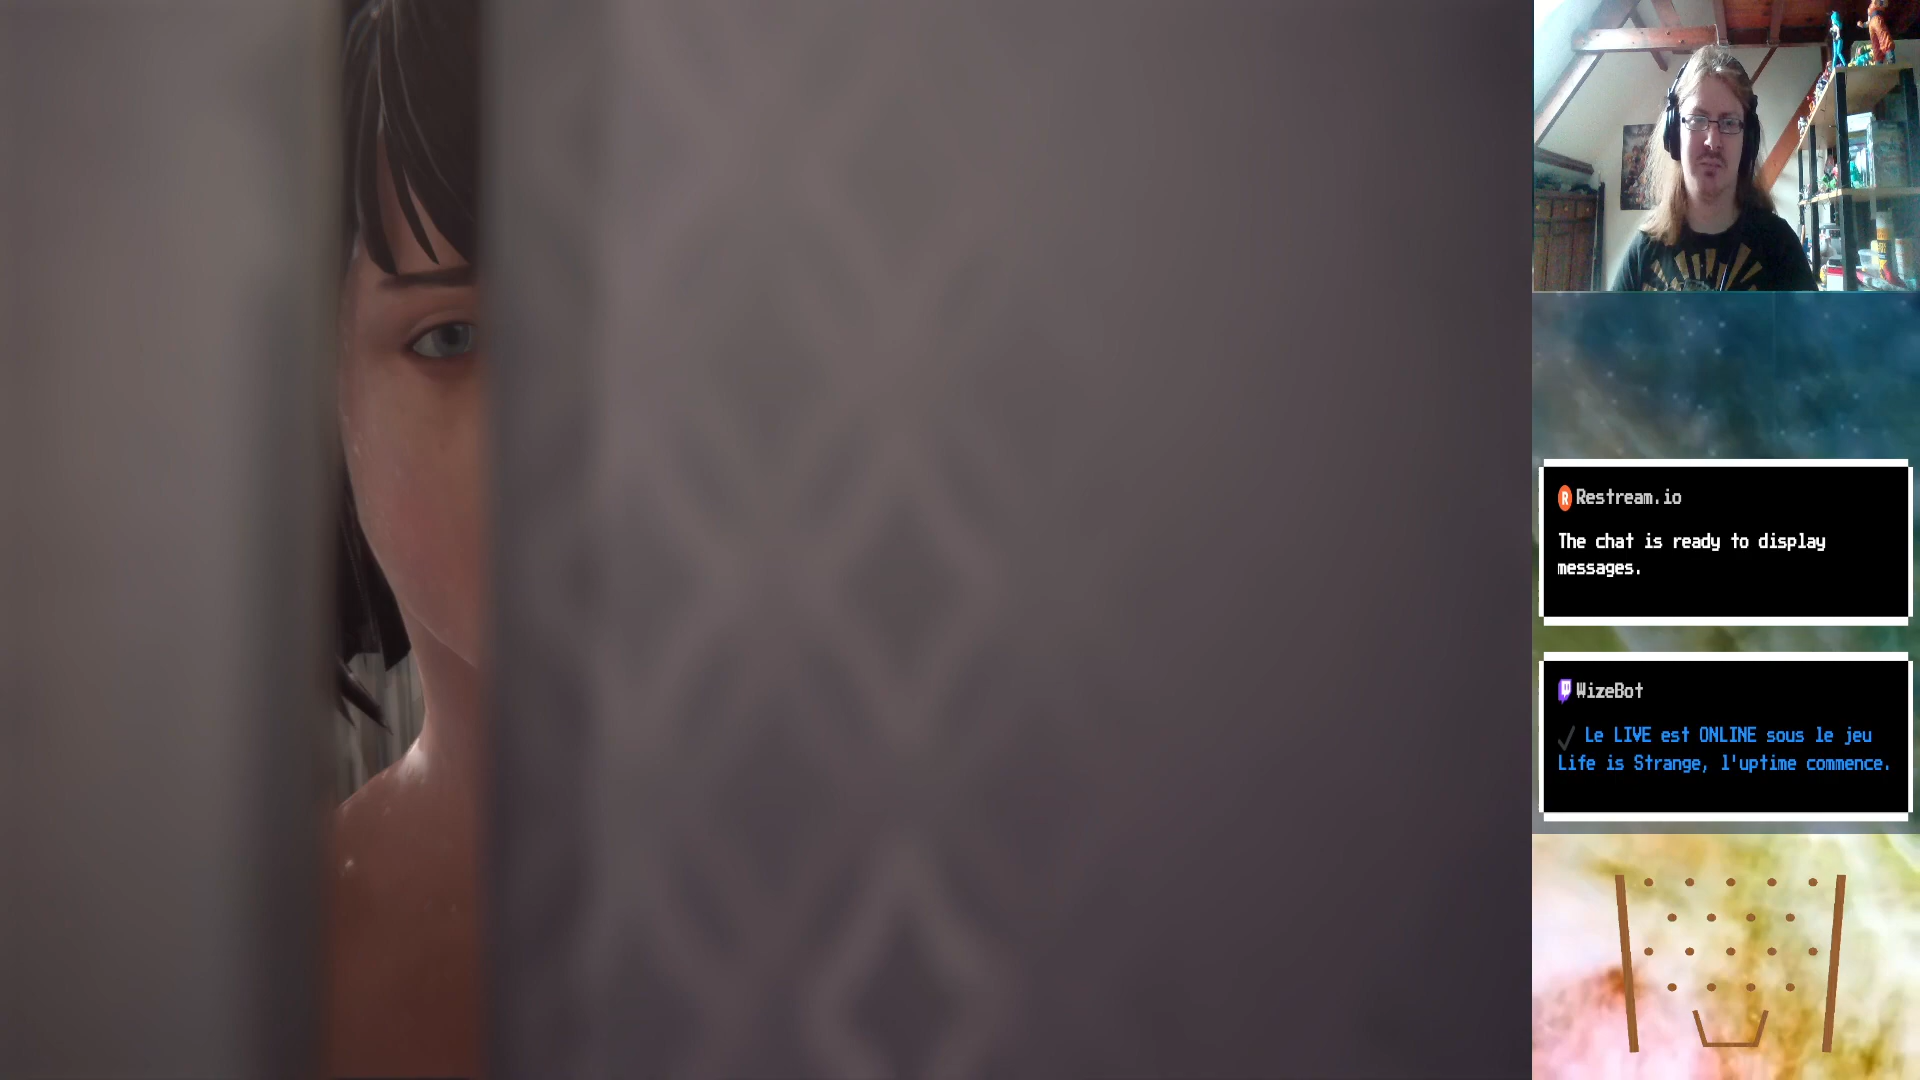 Restream.io
The chat is ready to display
messages.
WizeBot
Le LIVE est ONLINE sous le jeu
Life is Strange, l'uptime commence.